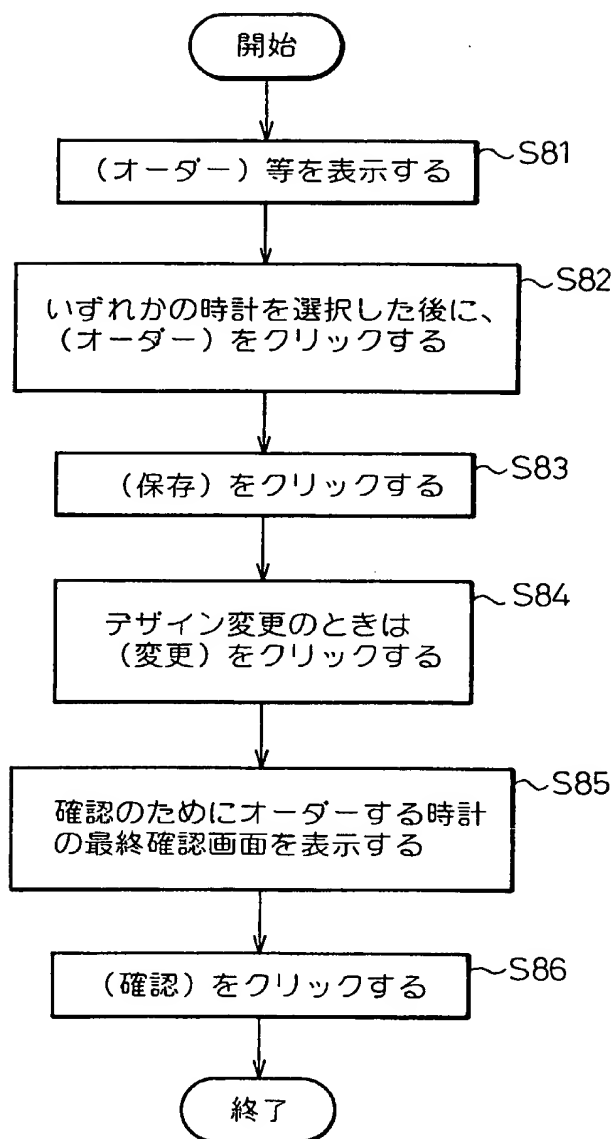 開始
(オーダー)等を表示する
S81
いずれかの時計を選択した後に、
(オーダー)をクリックする
S82
(保存)をクリックする
S83
デザイン変更のときは
(変更)をクリックする
S84
確認のためにオーダーする時計
の最終確認画面を表示する
S85
(確認)をクリックする
S86
終了